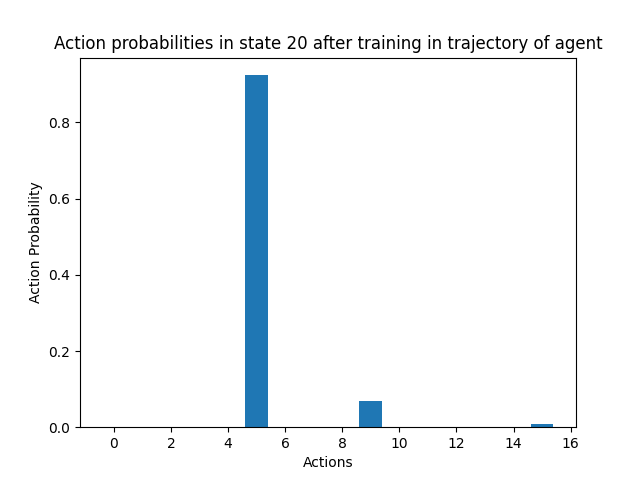 Action probabilities in state 20 after training in trajectory of agent
Action Probability
0.8
0.6
0.4
0.2
0.0
0 2 4 6 8 10 12 14 16
Actions